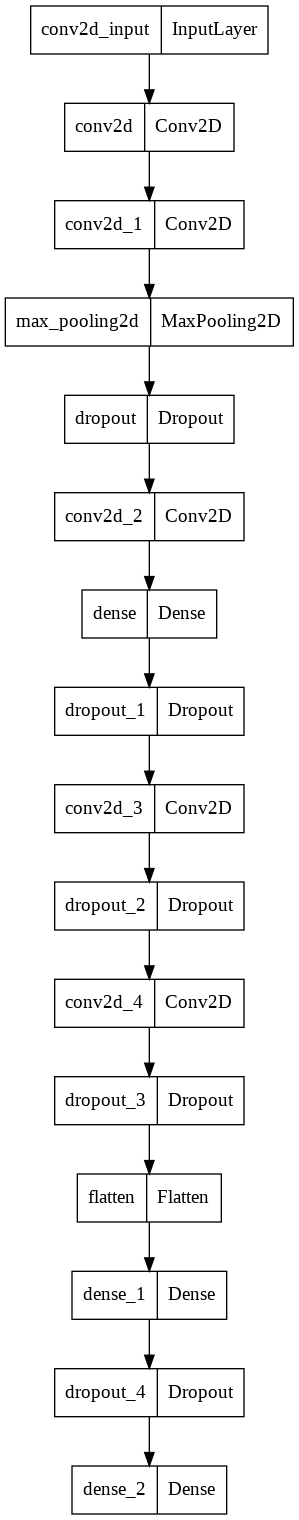 conv2d_input InputLayer
conv2d Conv2D
conv2d_1 Conv2D
max_pooling2d MaxPooling2D
dropout Dropout
conv2d_2 Conv2D
dense Dense
dropout_1 Dropout
conv2d_3 Conv2D
dropout_2 Dropout
conv2d_4 Conv2D
dropout_3 Dropout
flatten Flatten
dense_1 Dense
dropout_4 Dropout
dense_2 Dense